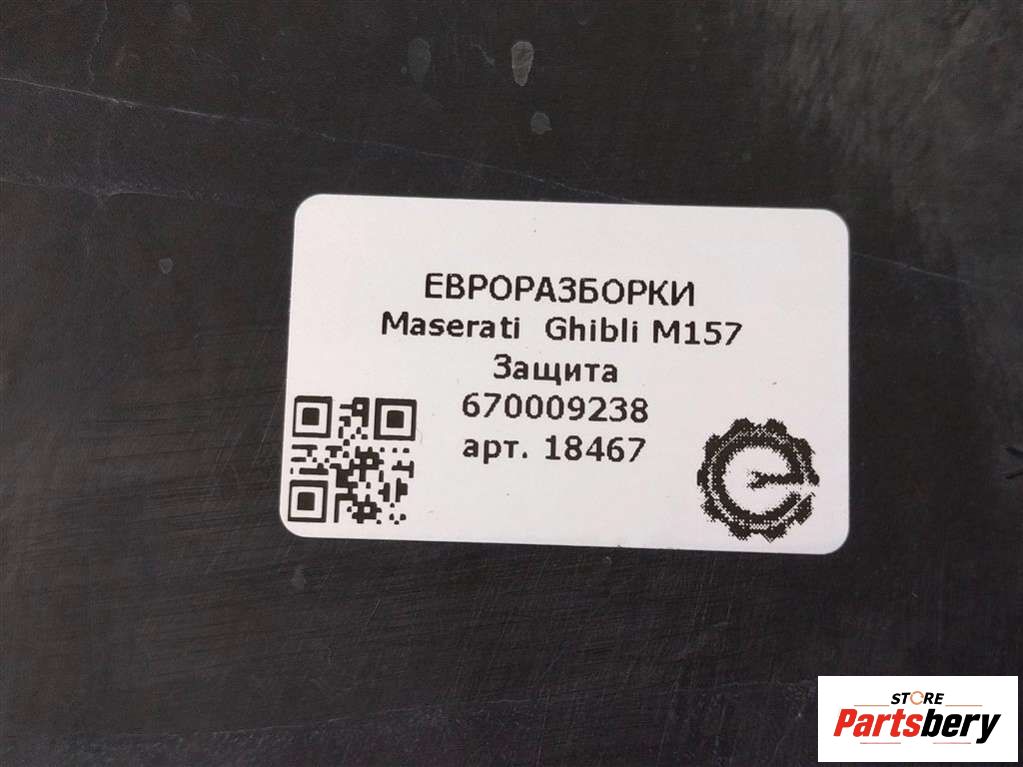 ЕВРОРАЗБОРКИ
Maserati Ghibli M157
Защита
670009238
арт. 18467
STORE
Partsbery